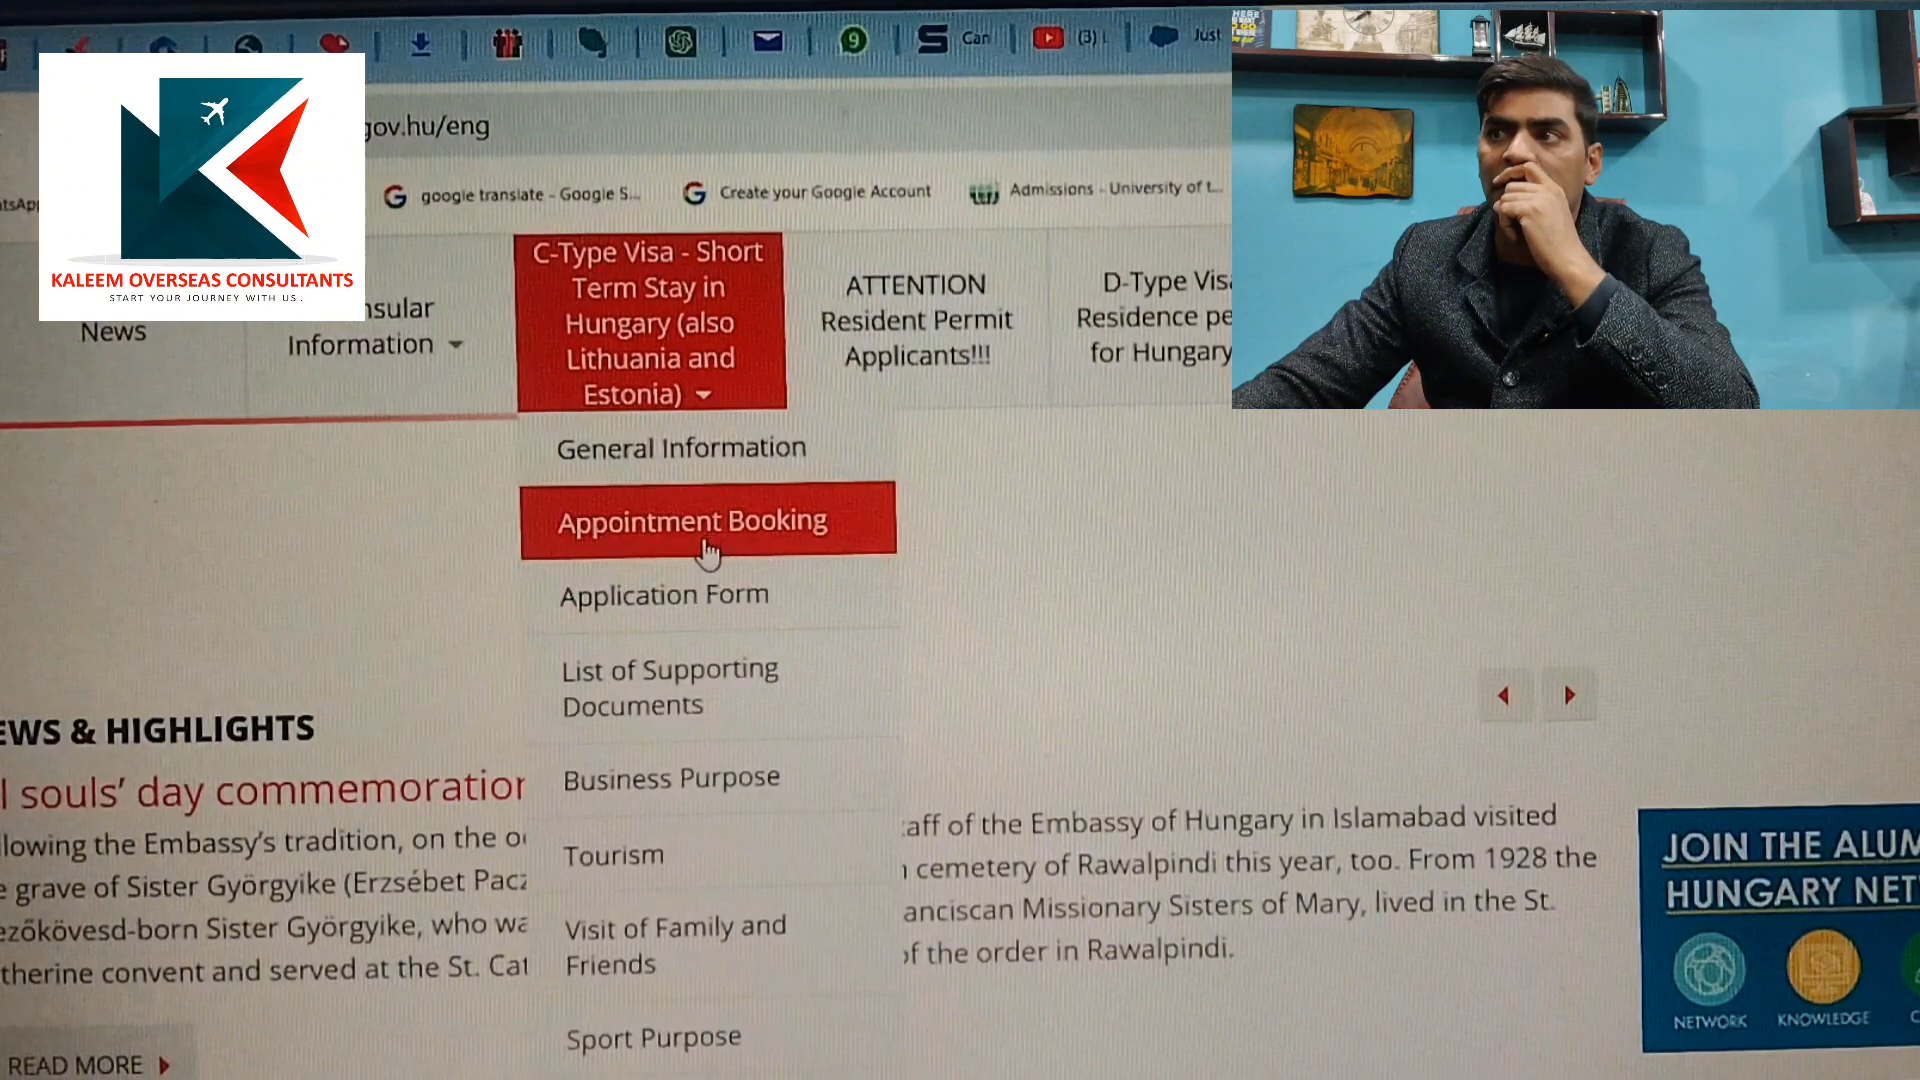 Can
(3)
Just
gov.hu/eng
google translate - Google S...
Create your Google Account
Admissions - University of t...
KALEEM OVERSEAS CONSULTANTS
START YOUR JOURNEY WITH US .
News
nsular
Information
C-Type Visa - Short
Term Stay in
Hungary (also
Lithuania and
Estonia)
ATTENTION
Resident Permit
Applicants!!!
D-Type Vis
Residence pe
for Hungary
General Information
Appointment Booking
Application Form
List of Supporting
Documents
Business Purpose
Tourism
Visit of Family and
Friends
Sport Purpose
EWS & HIGHLIGHTS
l souls’ day commemoration
llowing the Embassy’s tradition, on the o
aff of the Embassy of Hungary in Islamabad visited
e grave of Sister Györgyike (Erzsébet Pacz
cemetery of Rawalpindi this year, too. From 1928 the
ezőkövesd-born Sister Györgyike, who wa
anciscan Missionary Sisters of Mary, lived in the St.
therine convent and served at the St. Cat
of the order in Rawalpindi.
READ MORE
JOIN THE ALUM
HUNGARY NET
NETWORK
KNOWLEDGE